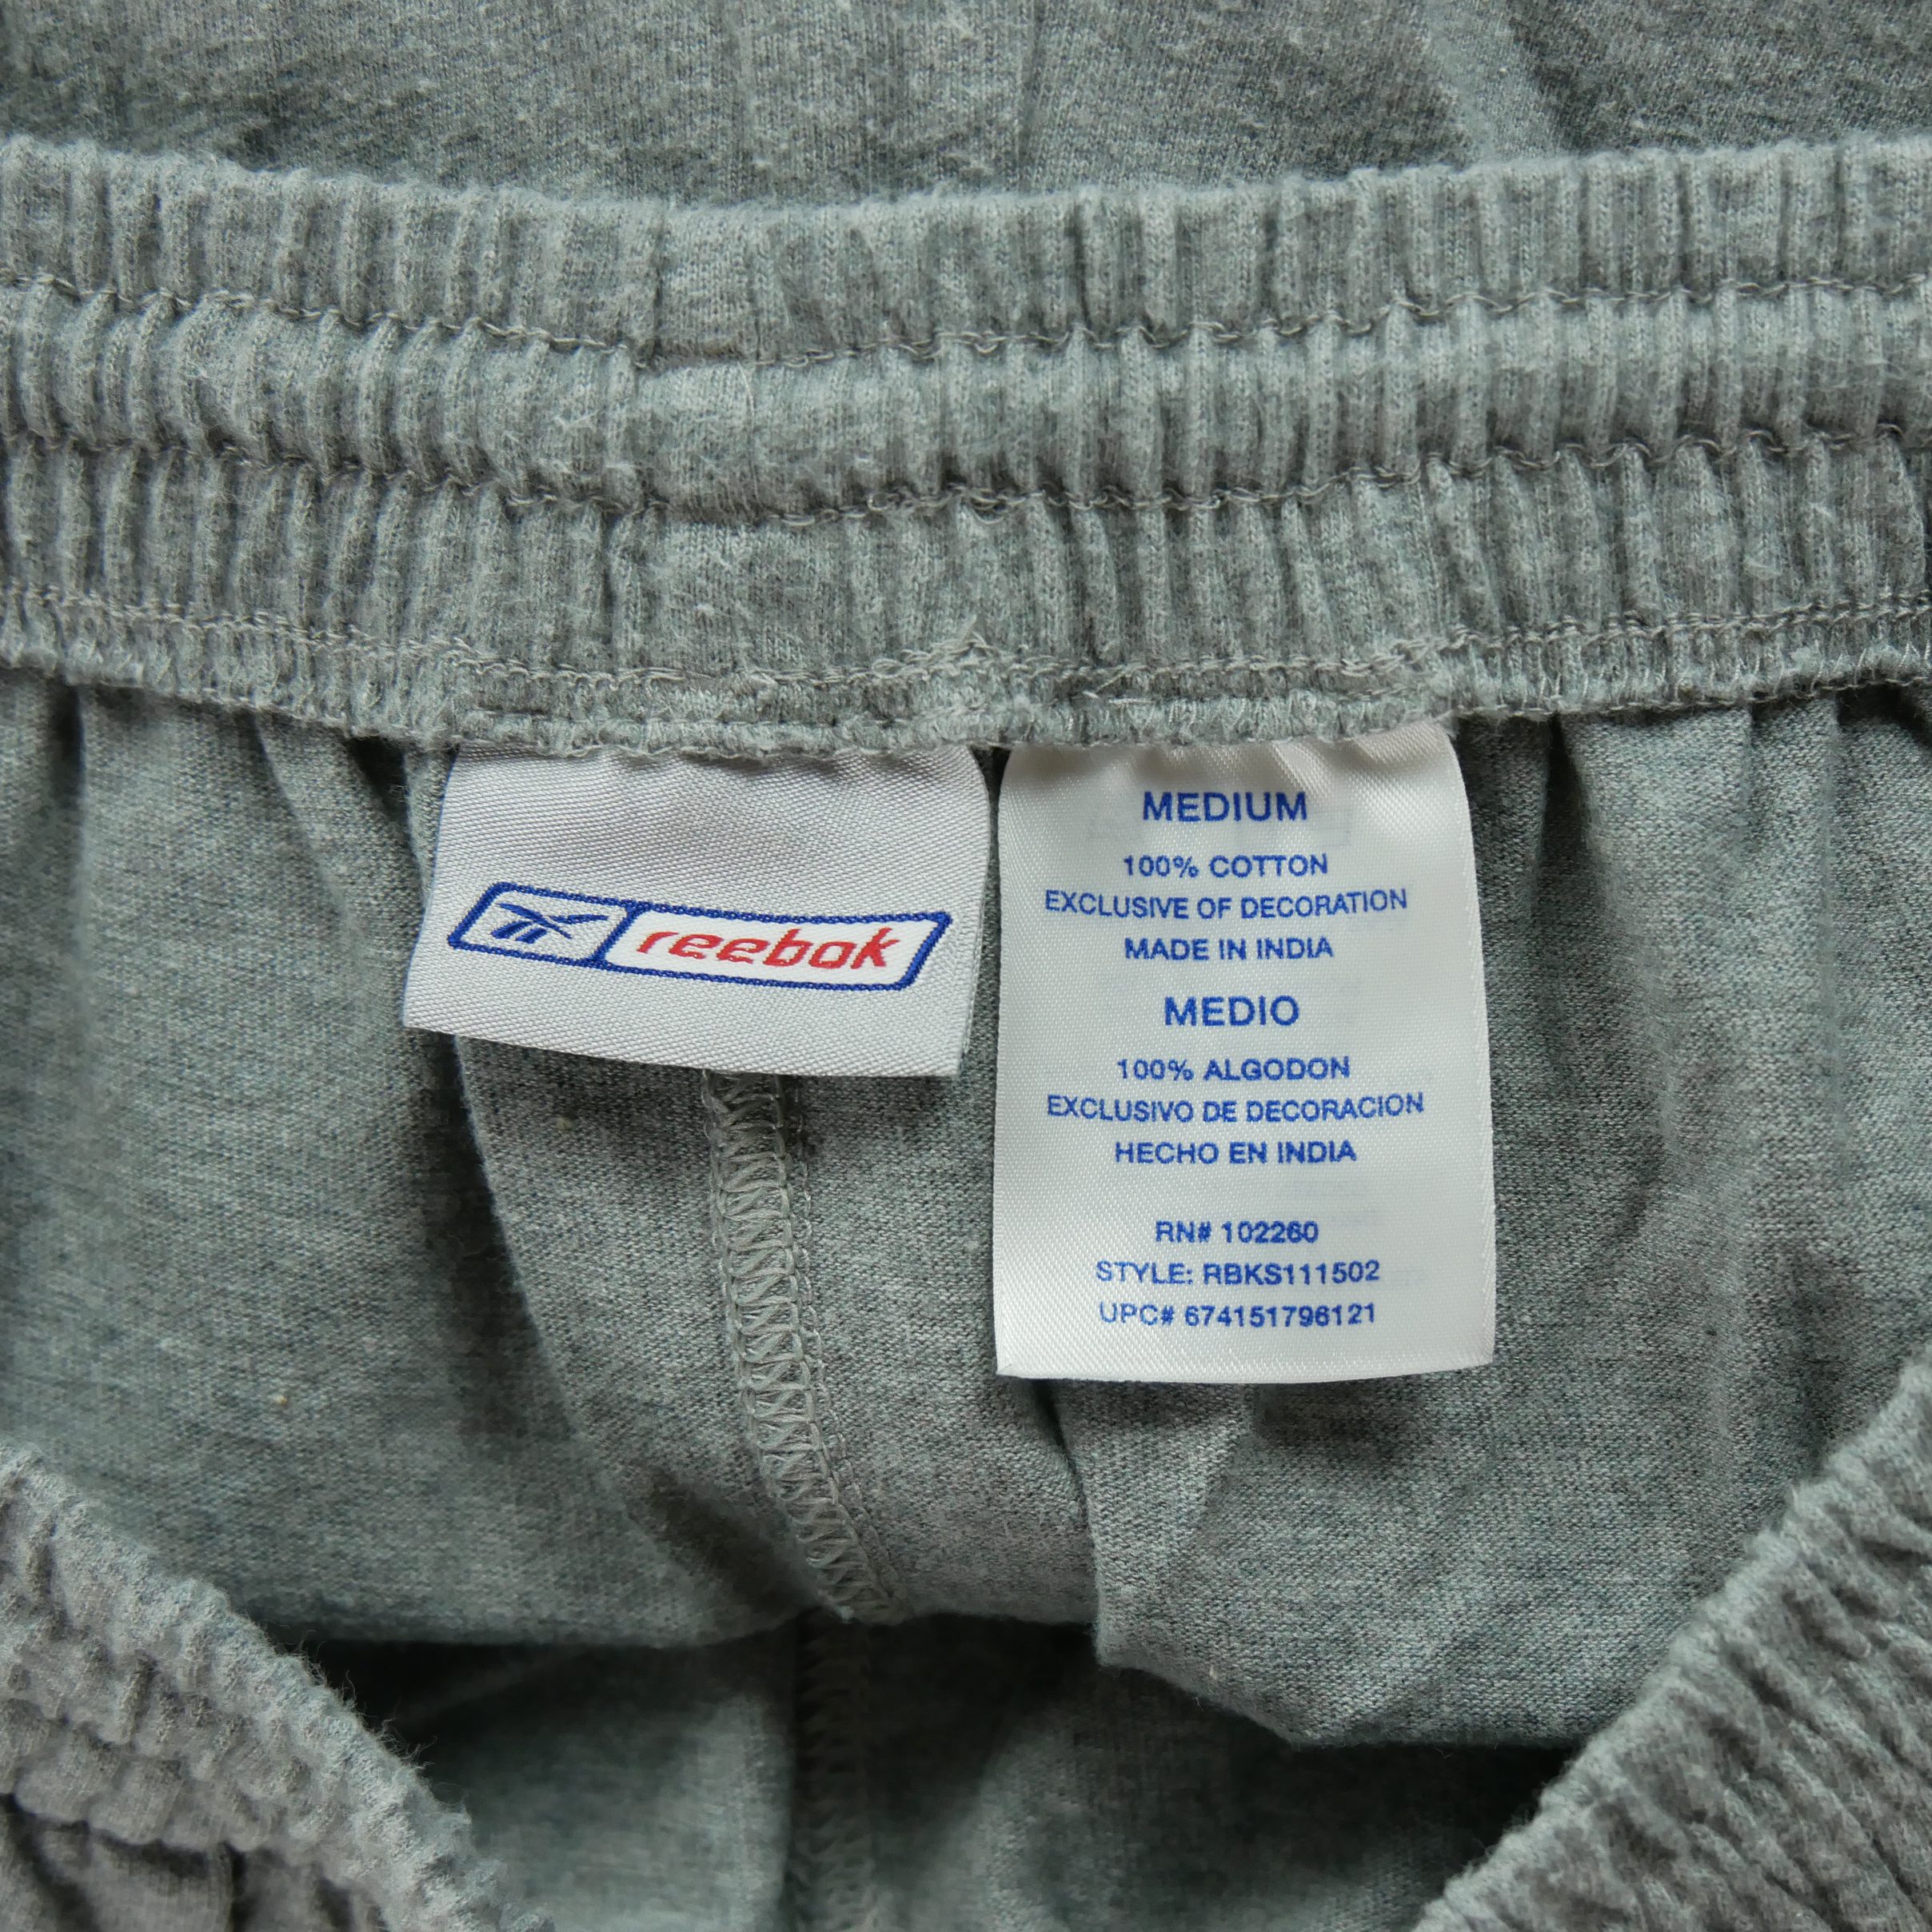 reebok
MEDIUM
100% COTTON
EXCLUSIVE OF DECORATION
MADE IN INDIA
MEDIO
100% ALGODON
EXCLUSIVO DE DECORACION
HECHO EN INDIA
RN# 102260
STYLE: RBKS111502
UPC# 674151796121